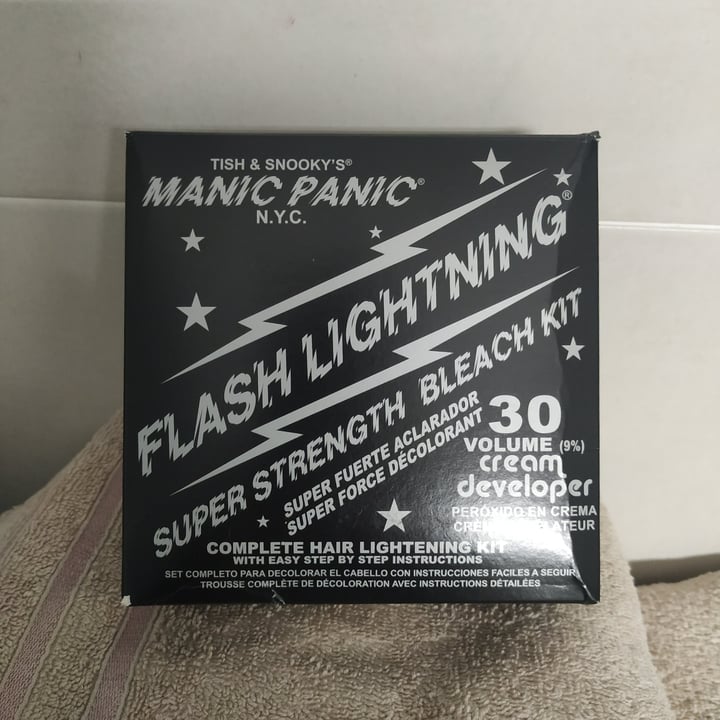 TISH & SNOOKY'S®
MANIC PANIC®
N.Y.C.
FLASH LIGHTNING®
SUPER STRENGTH BLEACH KIT
SUPER FUERTE ACLARADOR
SUPER FORCE DÉCOLORANT
30
VOLUME (9%)
cream
developer
PERÓXIDO EN CREMA
COMPLETE HAIR LIGHTENING KIT
WITH EASY STEP BY STEP INSTRUCTIONS
SET COMPLETO PARA DECOLORAR EL CABELLO CON INSTRUCCIONES FACILES A SEGUIR
TROUSSE COMPLÈTE DE DÉCOLORATION AVEC INSTRUCTIONS DÉTAILÉES